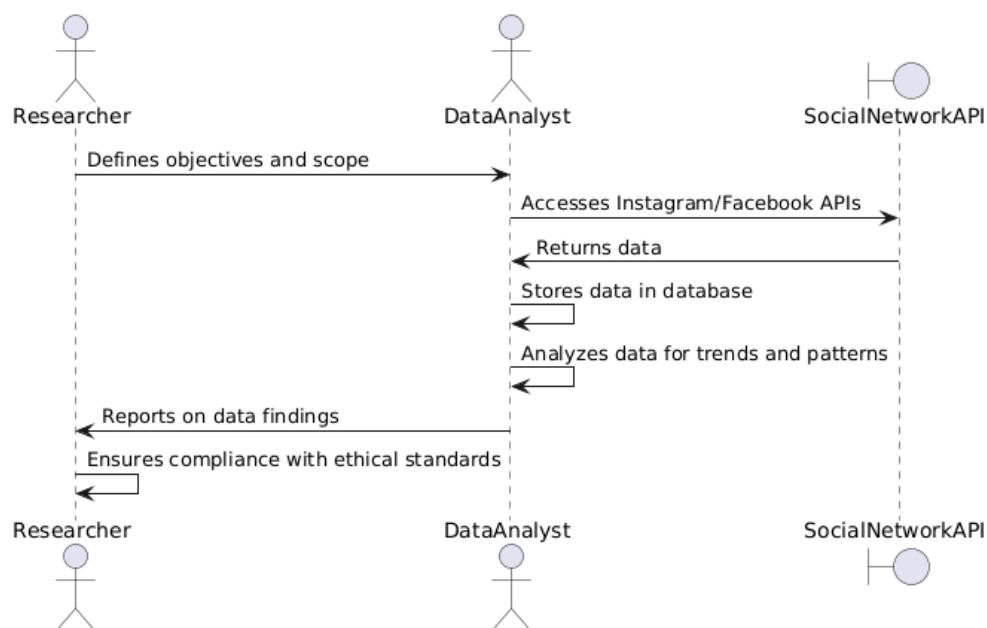 Researcher
DataAnalyst
SocialNetworkAPI
Defines objectives and scope
Accesses Instagram/Facebook APIs
Returns data
Stores data in database
Analyzes data for trends and patterns
Reports on data findings
Ensures compliance with ethical standards
Researcher
DataAnalyst
SocialNetworkAPI